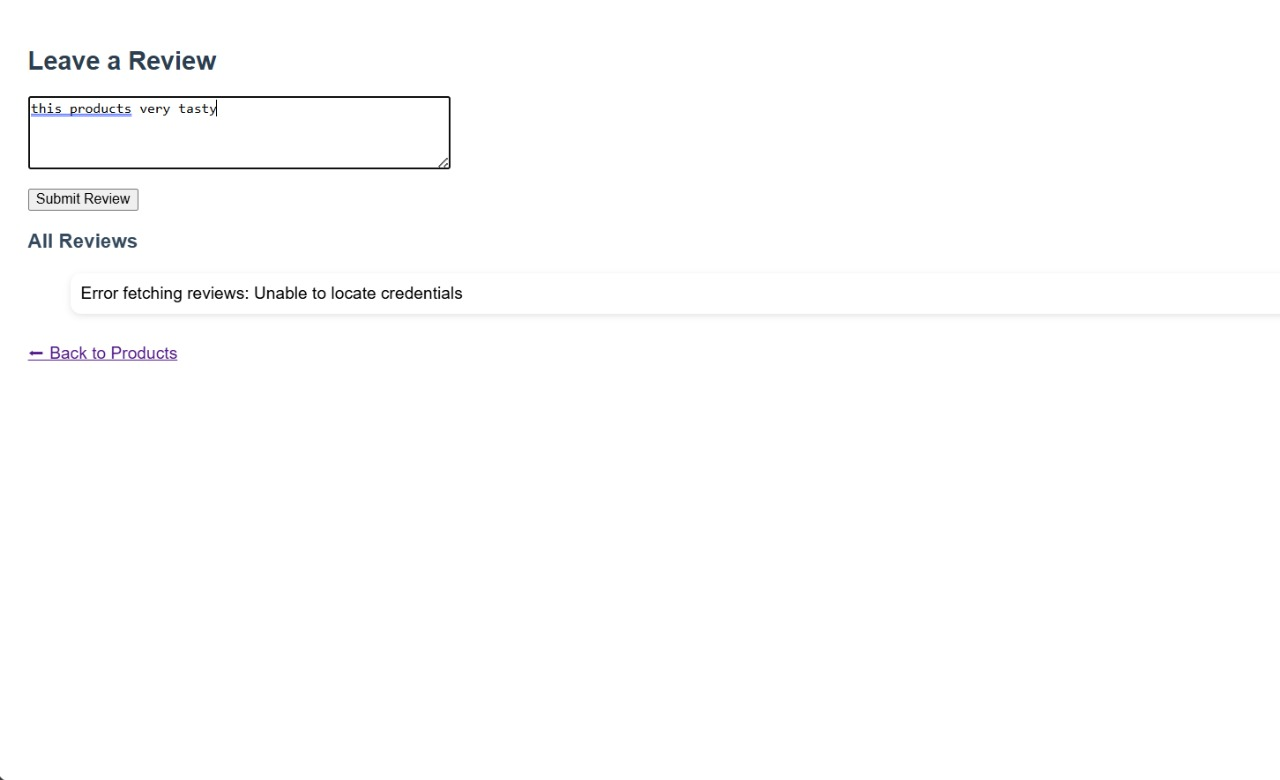 Leave a Review
this products very tasty
Submit Review
All Reviews
Error fetching reviews: Unable to locate credentials
← Back to Products